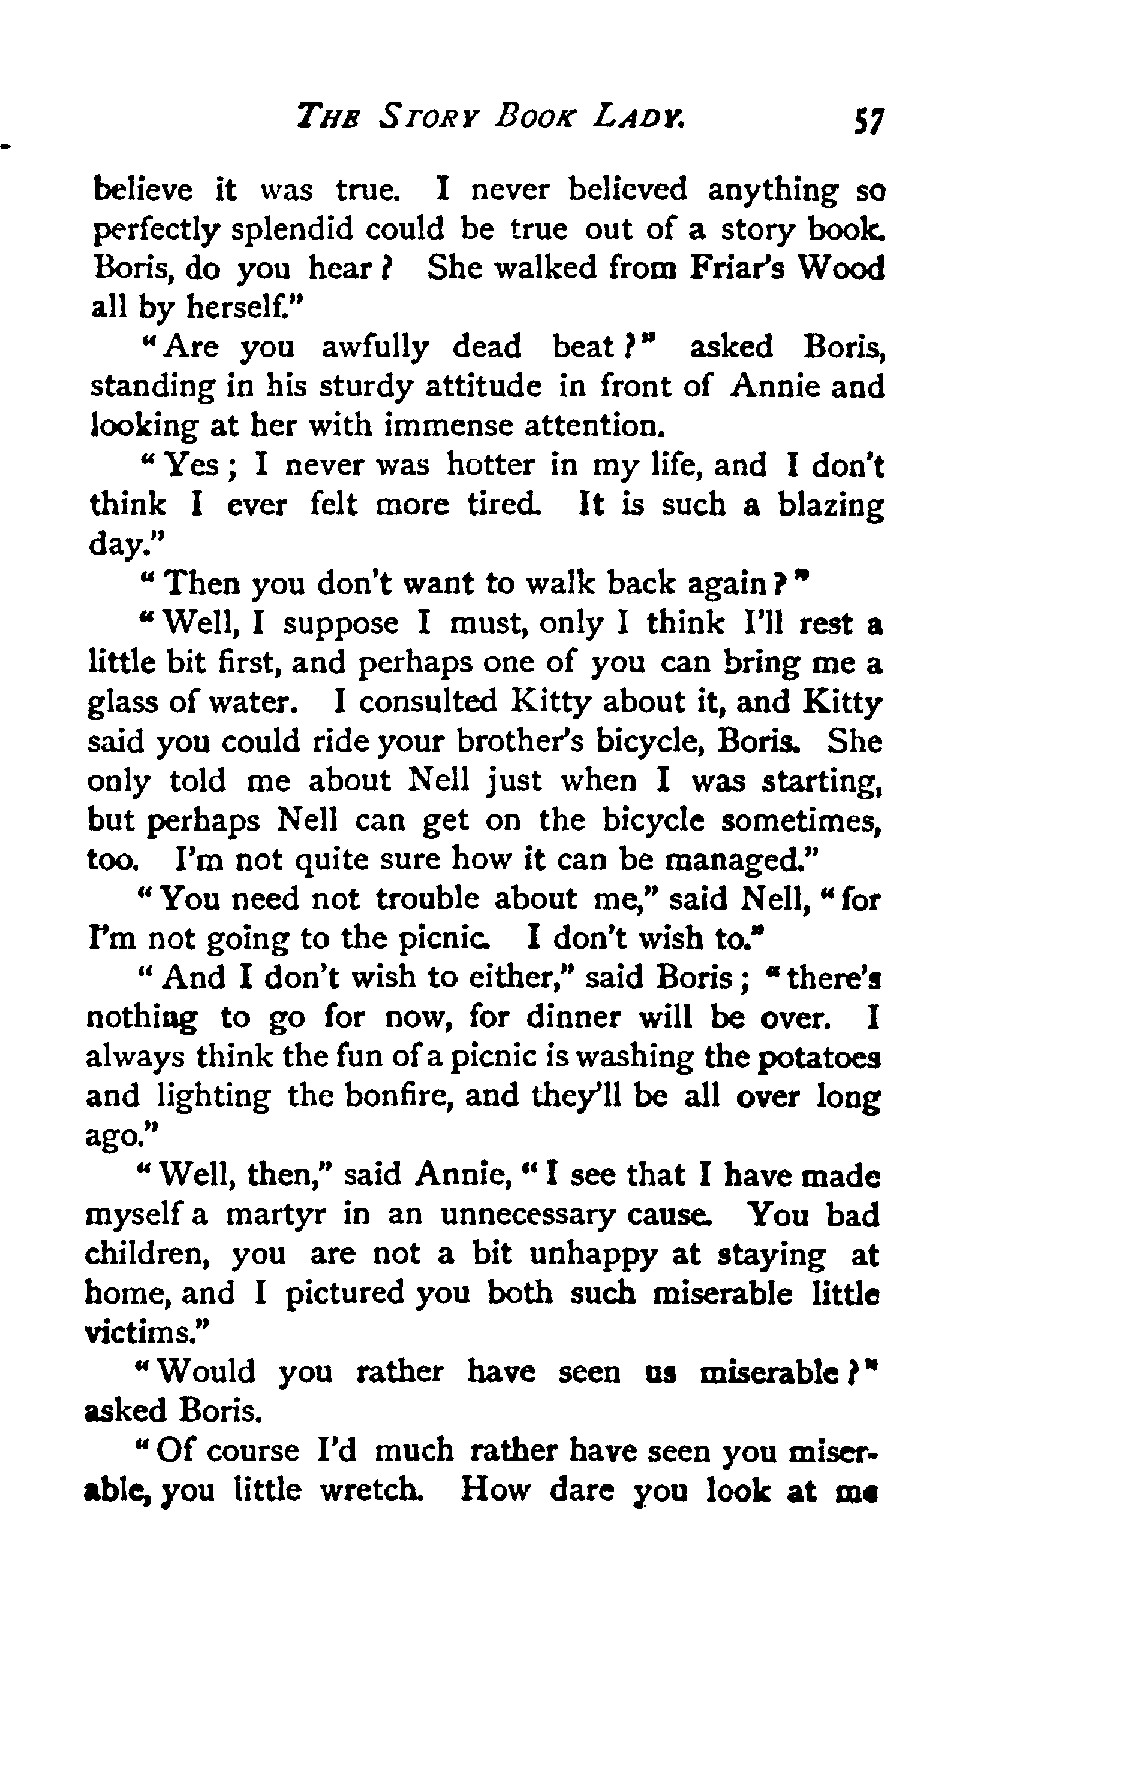 THE STORY BOOK LADY. 57
believe it was true. I never believed anything so
perfectly splendid could be true out of a story book.
Boris, do you hear? She walked from Friar's Wood
all by herself."
"Are you awfully dead beat?" asked Boris,
standing in his sturdy attitude in front of Annie and
looking at her with immense attention.
"Yes; I never was hotter in my life, and I don't
think I ever felt more tired. It is such a blazing
day."
"Then you don't want to walk back again?"
"Well, I suppose I must, only I think I'll rest a
little bit first, and perhaps one of you can bring me a
glass of water. I consulted Kitty about it, and Kitty
said you could ride your brother's bicycle, Boris. She
only told me about Nell just when I was starting,
but perhaps Nell can get on the bicycle sometimes,
too. I'm not quite sure how it can be managed."
"You need not trouble about me," said Nell, "for
I'm not going to the picnic. I don't wish to."
"And I don't wish to either," said Boris; "there's
nothing to go for now, for dinner will be over. I
always think the fun of a picnic is washing the potatoes
and lighting the bonfire, and they'll be all over long
ago."
"Well, then," said Annie, "I see that I have made
myself a martyr in an unnecessary cause. You bad
children, you are not a bit unhappy at staying at
home, and I pictured you both such miserable little
victims."
"Would you rather have seen us miserable?"
asked Boris.
"Of course I'd much rather have seen you miser-
able, you little wretch. How dare you look at me